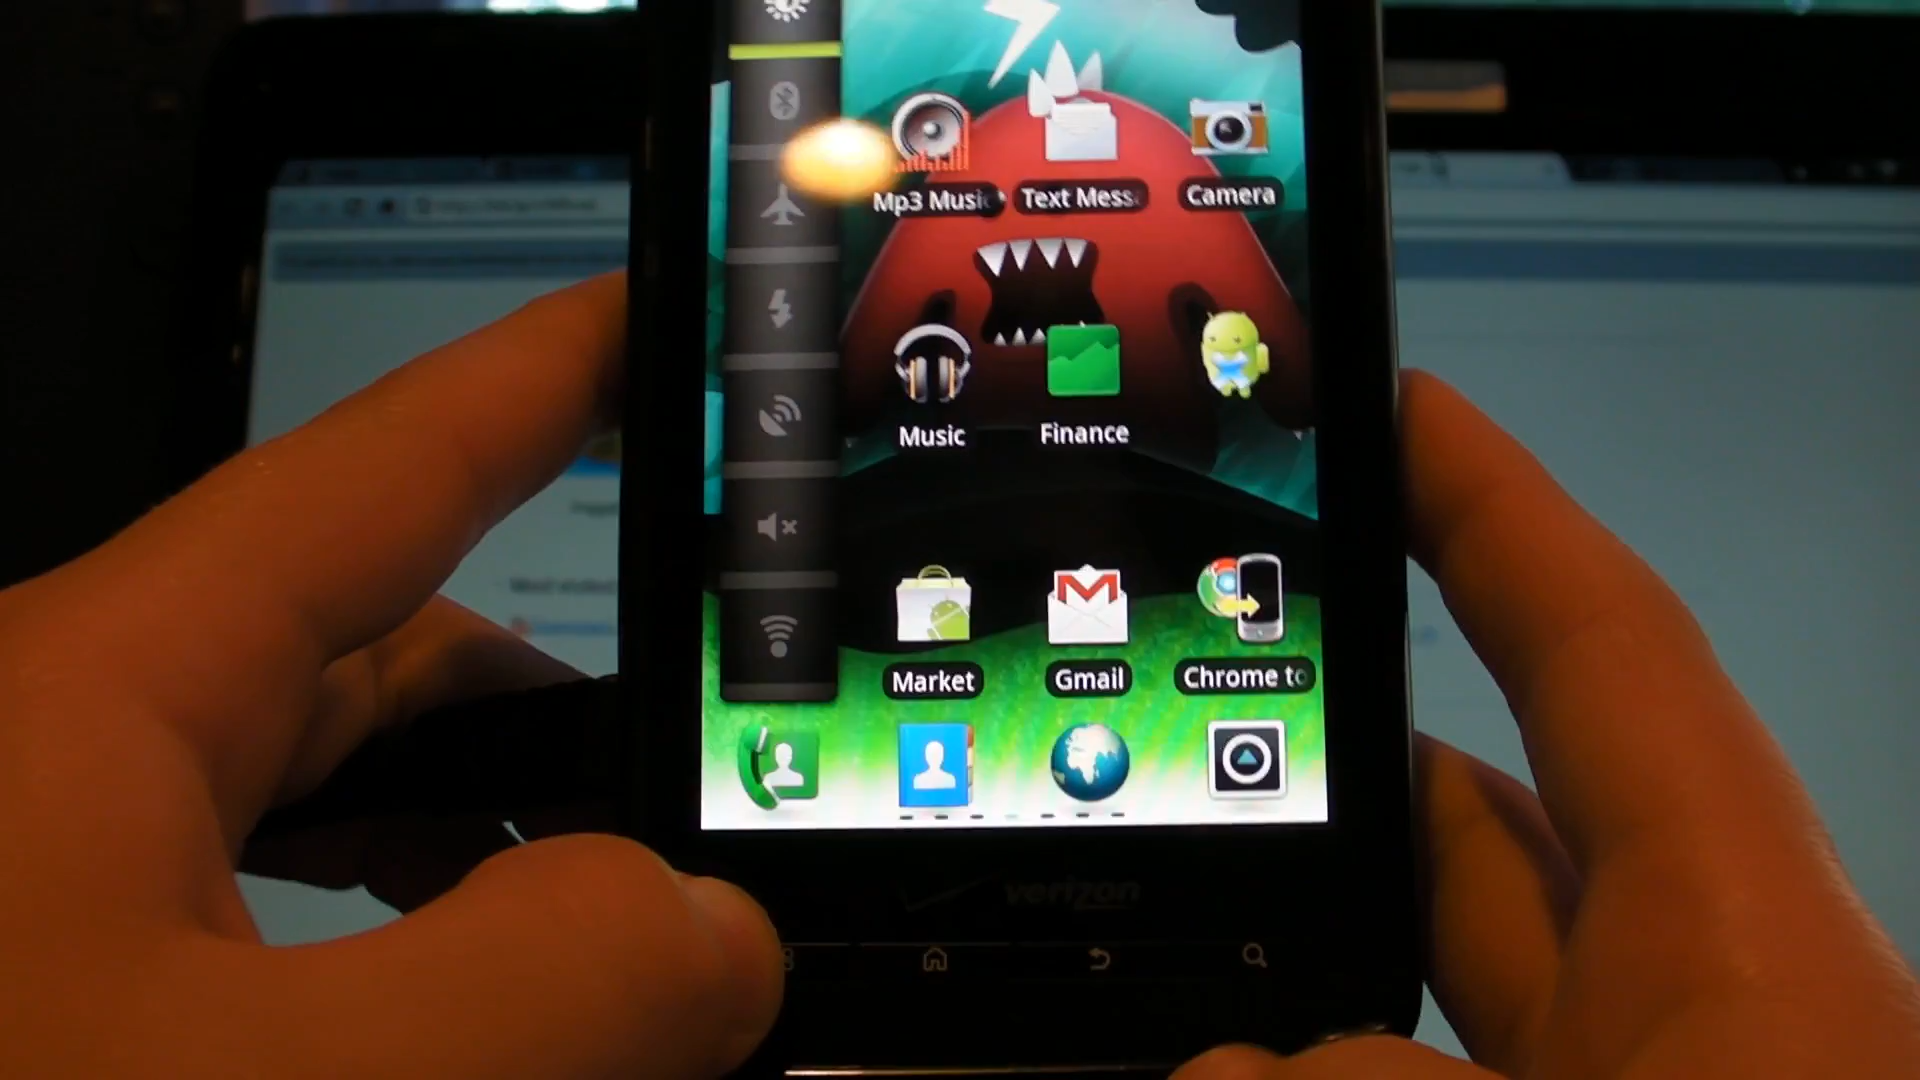 Mp3 Music
Text Mess
Camera
Music
Finance
Market
Gmail
Chrome to
verizon